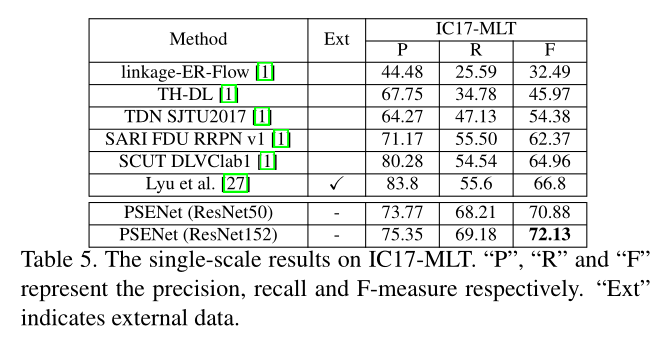 Method Ext IC17-MLT
P R F
linkage-ER-Flow [1] 44.48 25.59 32.49
TH-DL [1] 67.75 34.78 45.97
TDN SJTU2017 [1] 64.27 47.13 54.38
SARI FDU RRPN v1 [1] 71.17 55.50 62.37
SCUT DLVClab1 [1] 80.28 54.54 64.96
Lyu et al. [27] ✓ 83.8 55.6 66.8
PSENet (ResNet50) - 73.77 68.21 70.88
PSENet (ResNet152) - 75.35 69.18 72.13
Table 5. The single-scale results on IC17-MLT. “P”, “R” and “F”
represent the precision, recall and F-measure respectively. “Ext”
indicates external data.